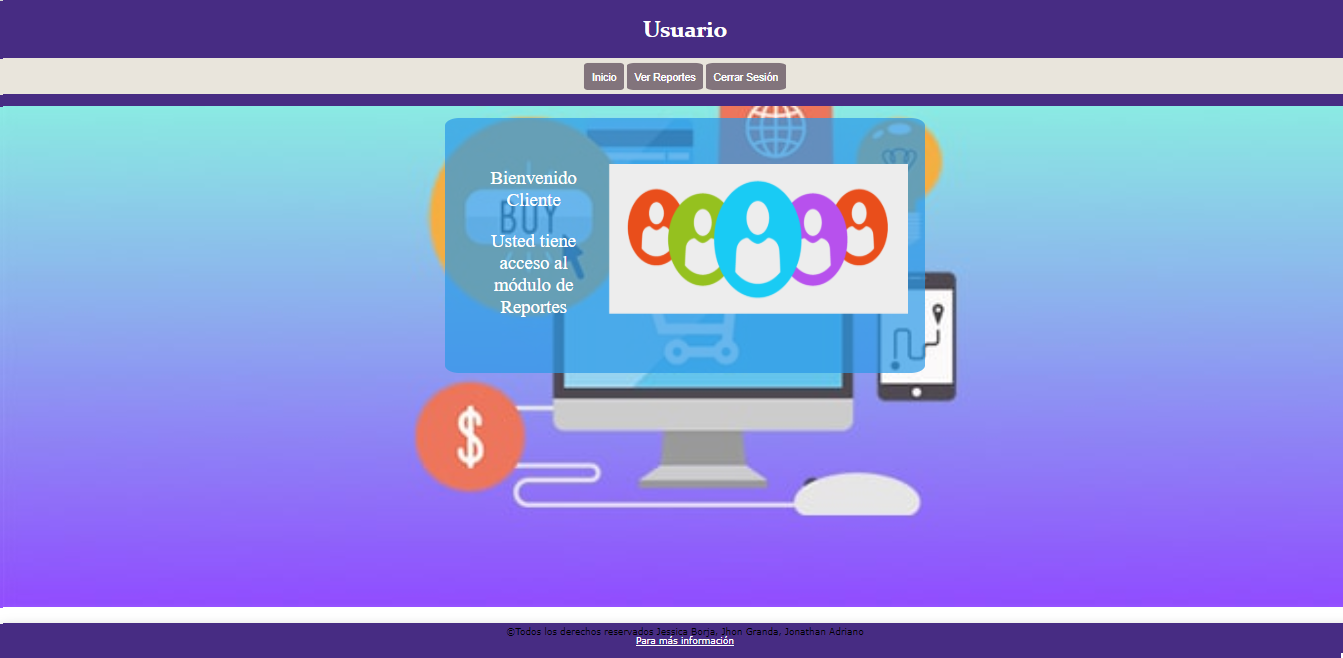 Usuario
Inicio
Ver Reportes
Cerrar Sesión
Bienvenido
Cliente
BUY
Usted tiene
acceso al
módulo de
Reportes
$
©Todos los derechos reservados Jessica Borja, Jhon Granda, Jonathan Adriano
Para más información